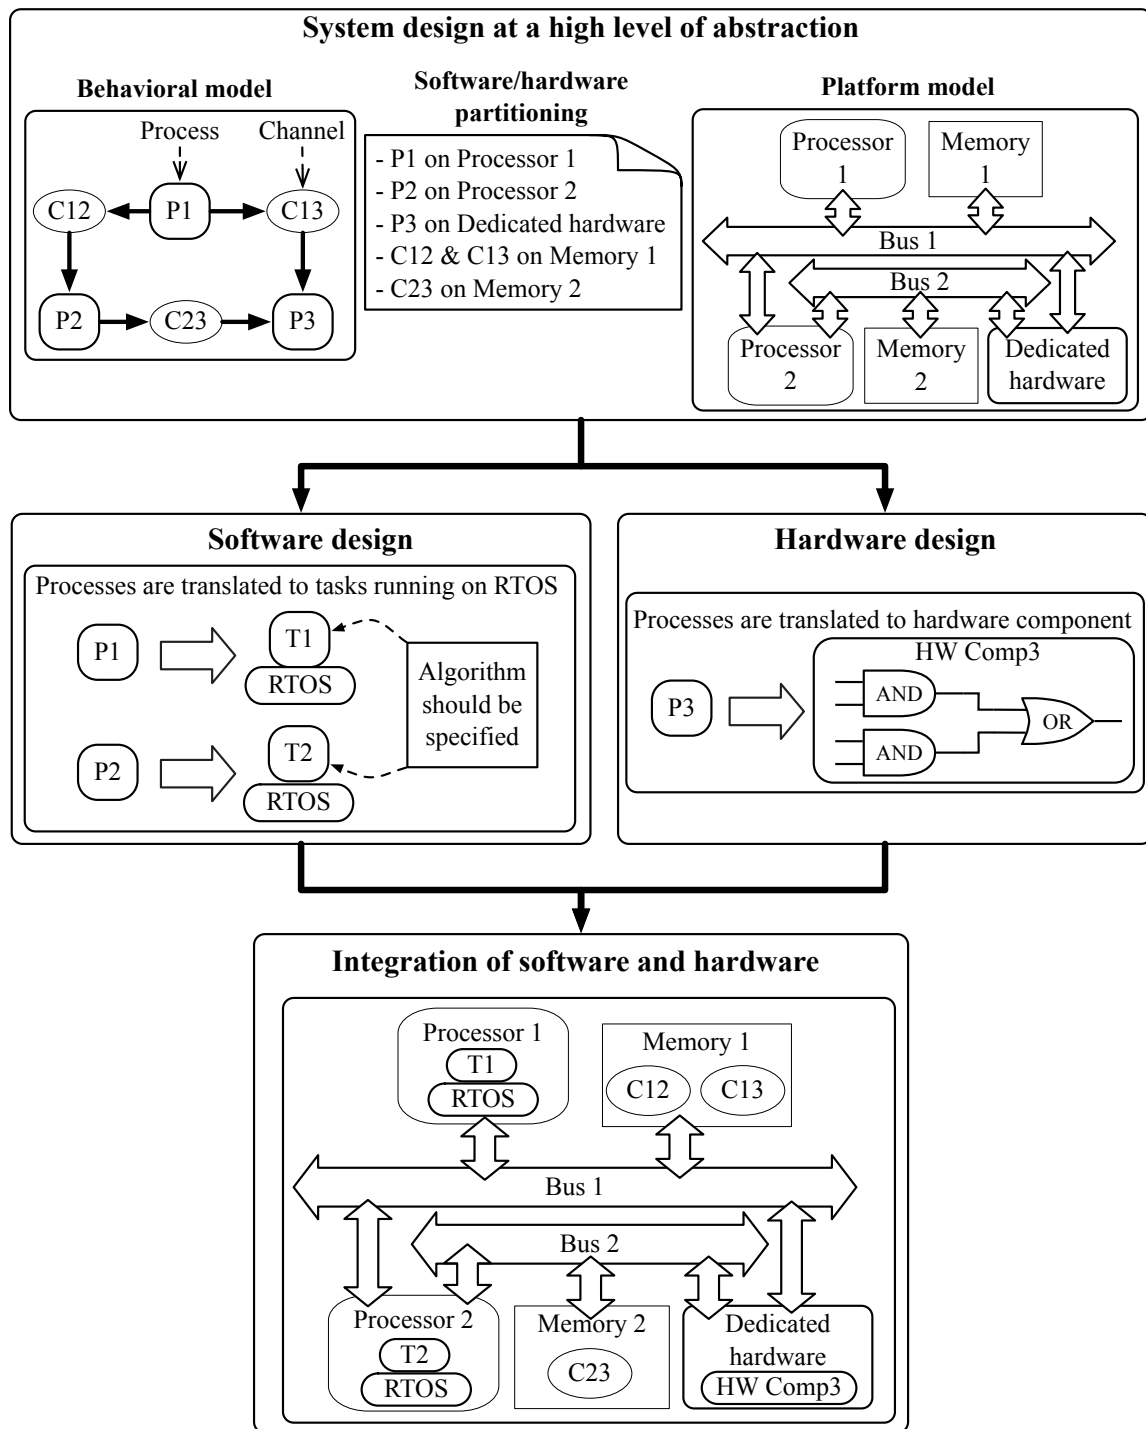 System design at a high level of abstraction
Behavioral model
Process
Channel
C12
P1
C13
P2
C23
P3
Software/hardware
partitioning
- P1 on Processor 1
- P2 on Processor 2
- P3 on Dedicated hardware
- C12 & C13 on Memory 1
- C23 on Memory 2
Platform model
Processor
1
Memory
1
Bus 1
Bus 2
Processor
2
Memory
2
Dedicated
hardware
Software design
Processes are translated to tasks running on RTOS
P1
T1
RTOS
P2
T2
RTOS
Algorithm
should be
specified
Hardware design
Processes are translated to hardware component
HW Comp3
P3
AND
AND
OR
Integration of software and hardware
Processor 1
T1
RTOS
Memory 1
C12
C13
Bus 1
Bus 2
Processor 2
T2
RTOS
Memory 2
C23
Dedicated
hardware
HW Comp3